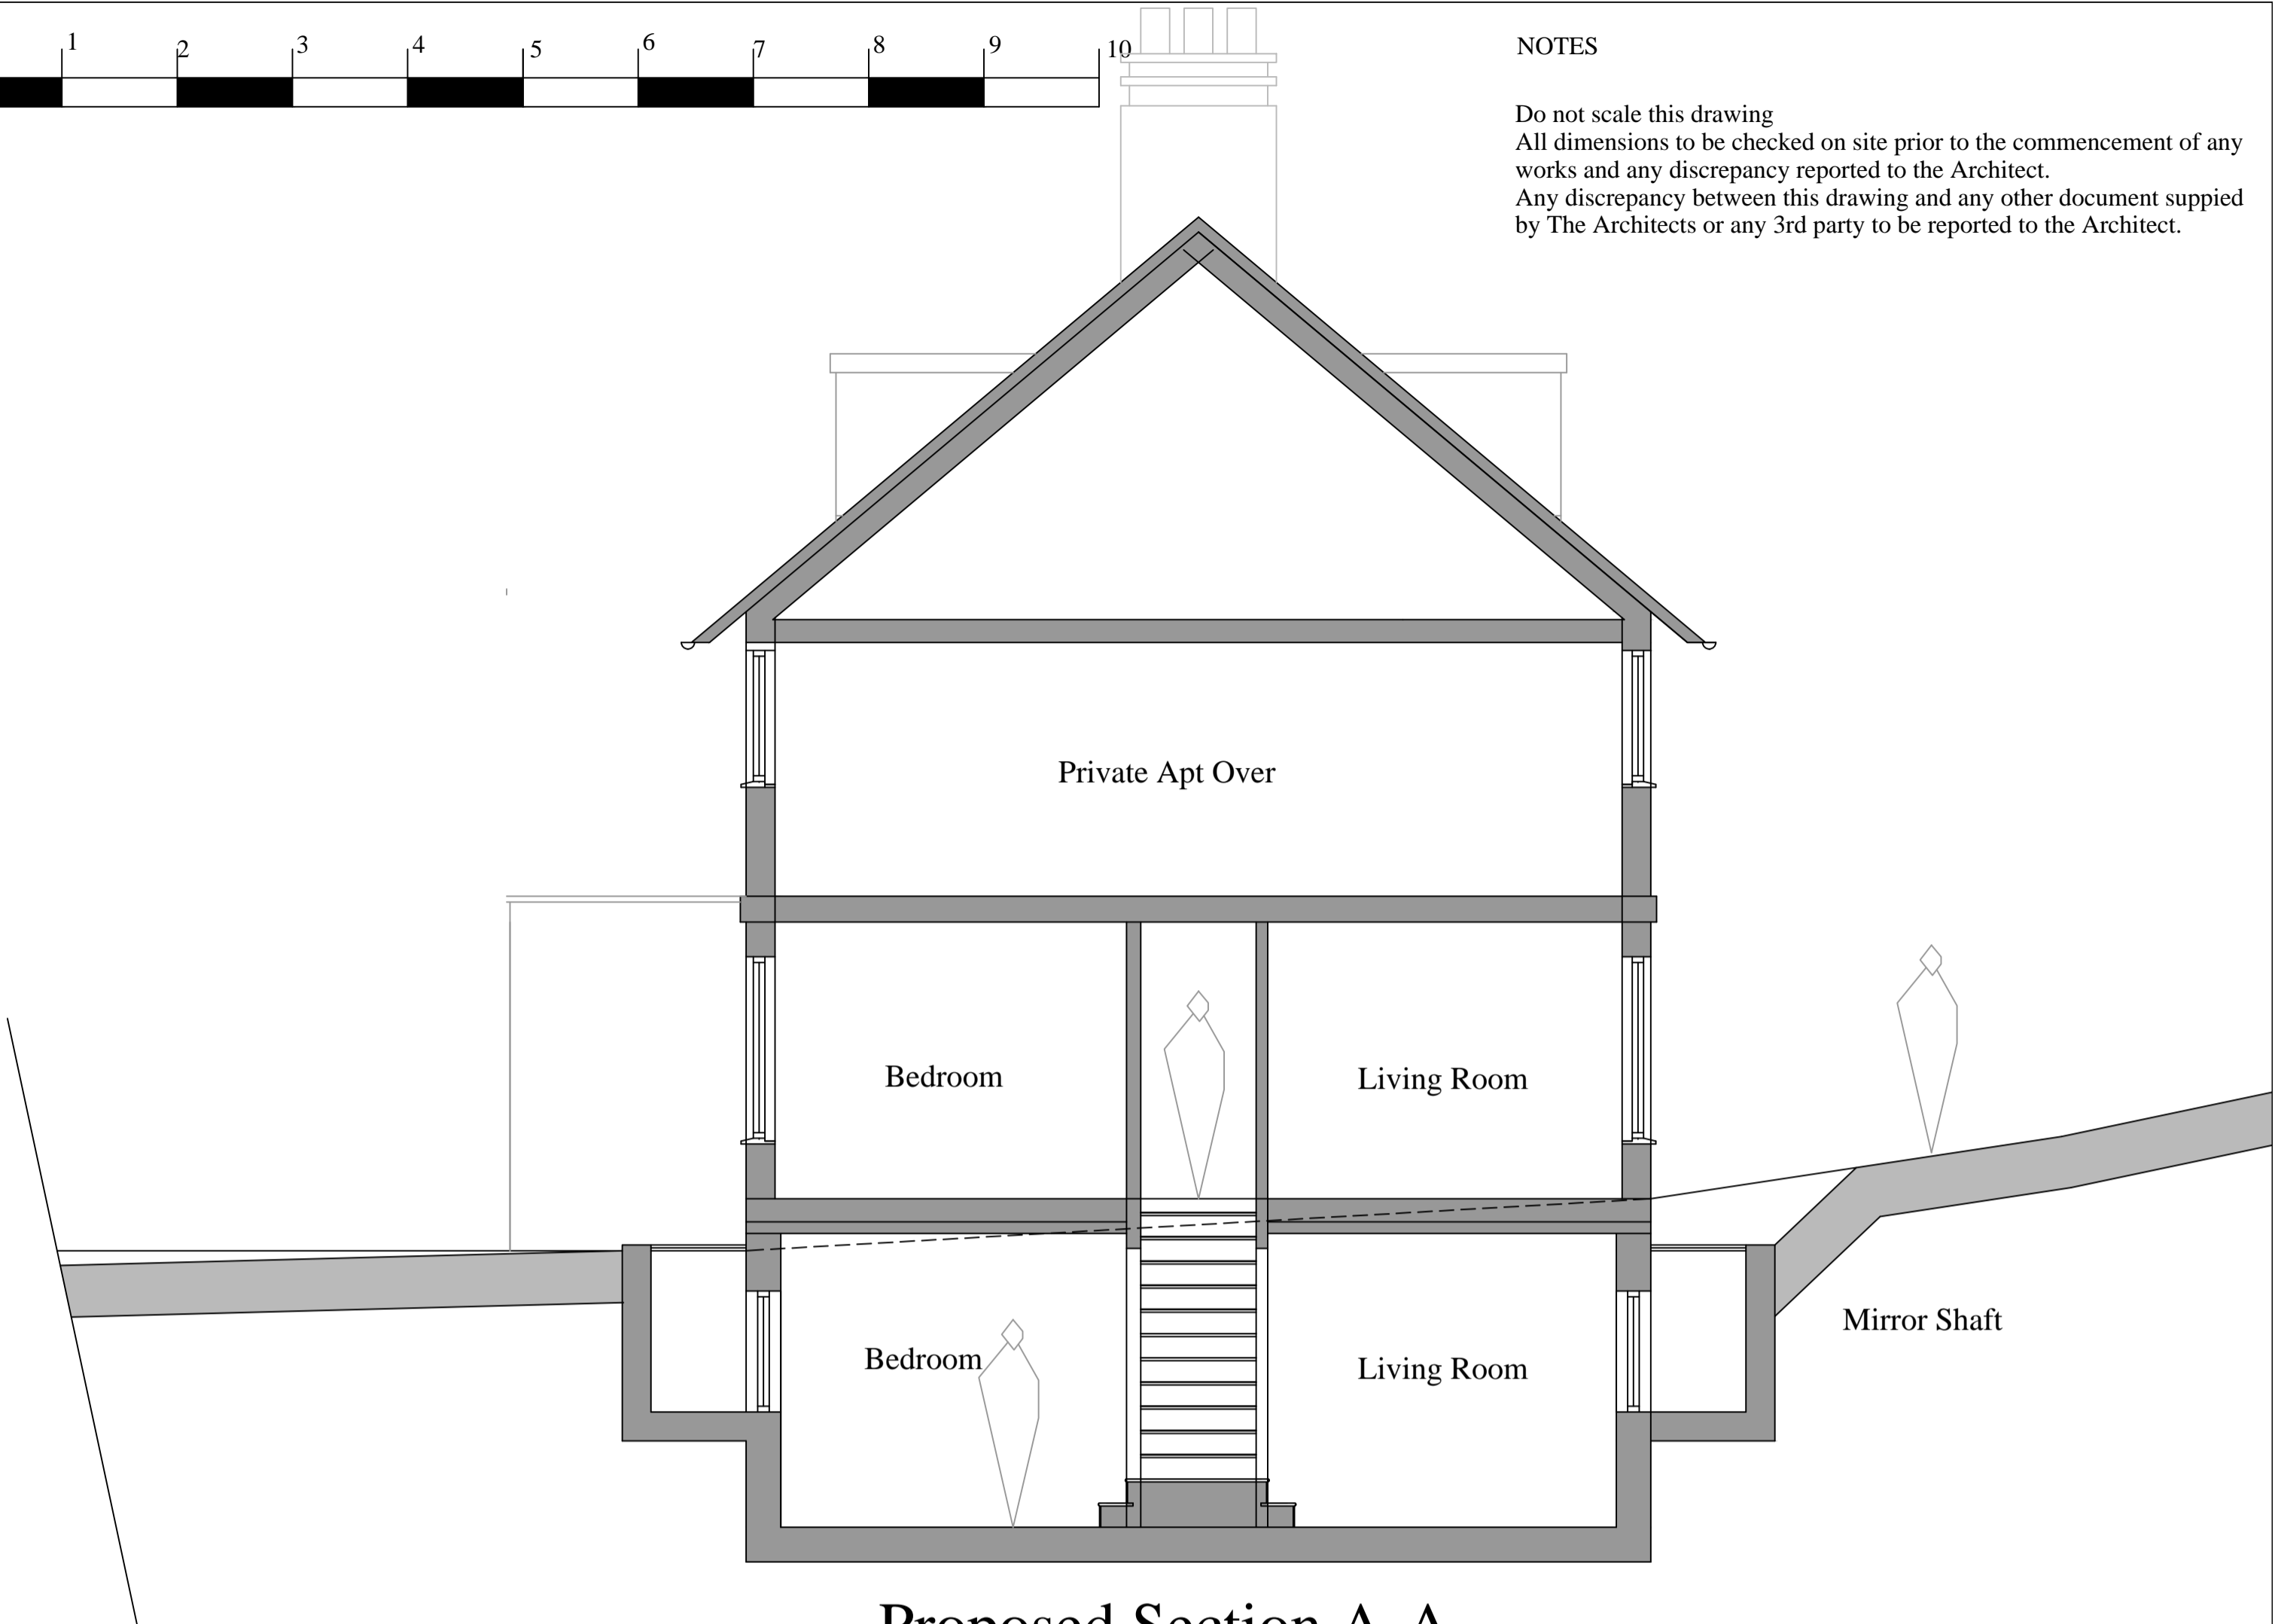 1 2 3 4 5 6 7 8 9 10
NOTES
Do not scale this drawing
All dimensions to be checked on site prior to the commencement of any
works and any discrepancy reported to the Architect.
Any discrepancy between this drawing and any other document suppied
by The Architects or any 3rd party to be reported to the Architect.
Private Apt Over
Bedroom
Living Room
Bedroom
Living Room
Mirror Shaft
Proposed Section A-A